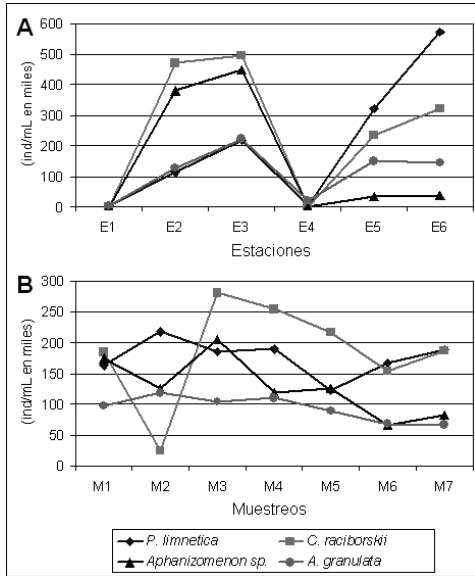 A
(ind/mL en miles)
600
500
400
300
200
100
0
E1 E2 E3 E4 E5 E6
Estaciones
B
(ind/mL en miles)
300
250
200
150
100
50
0
M1 M2 M3 M4 M5 M6 M7
Muestreos
P. limnetica C. raciborskii
Aphanizomenon sp. A. granulata